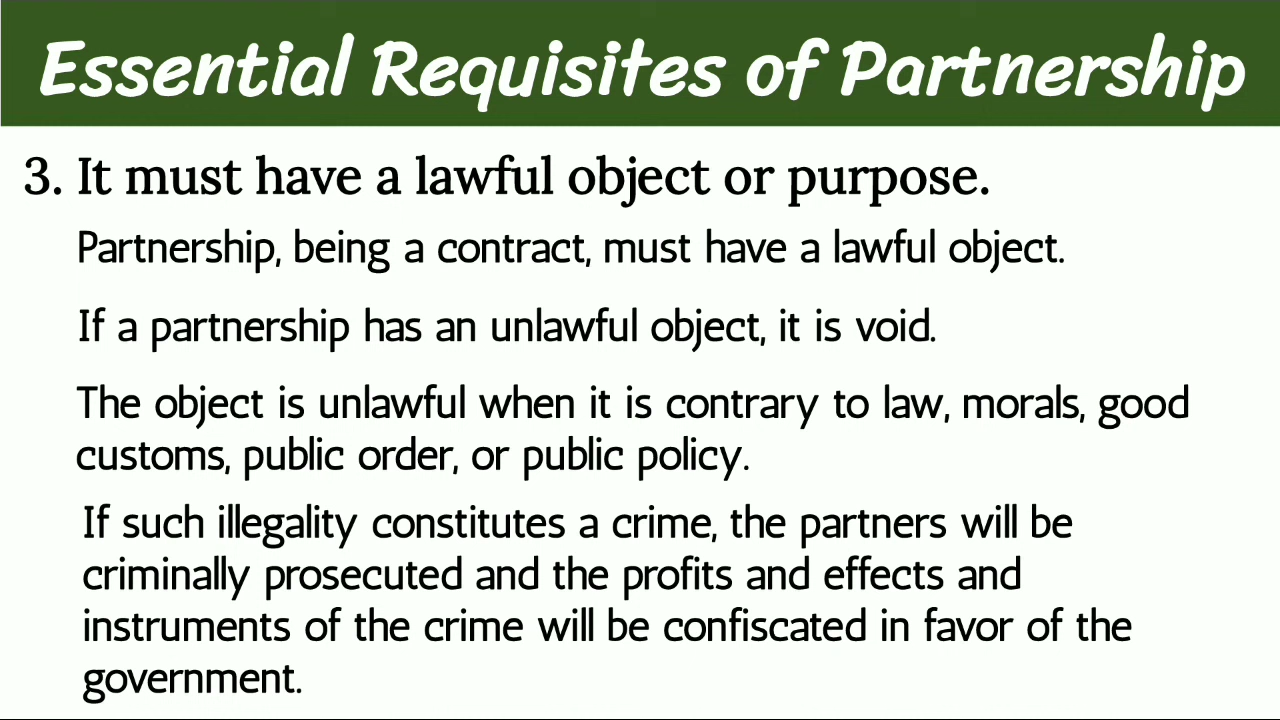 Essential Requisites of Partnership
3. It must have a lawful object or purpose.
Partnership, being a contract, must have a lawful object.
If a partnership has an unlawful object, it is void.
The object is unlawful when it is contrary to law, morals, good
customs, public order, or public policy.
If such illegality constitutes a crime, the partners will be
criminally prosecuted and the profits and effects and
instruments of the crime will be confiscated in favor of the
government.